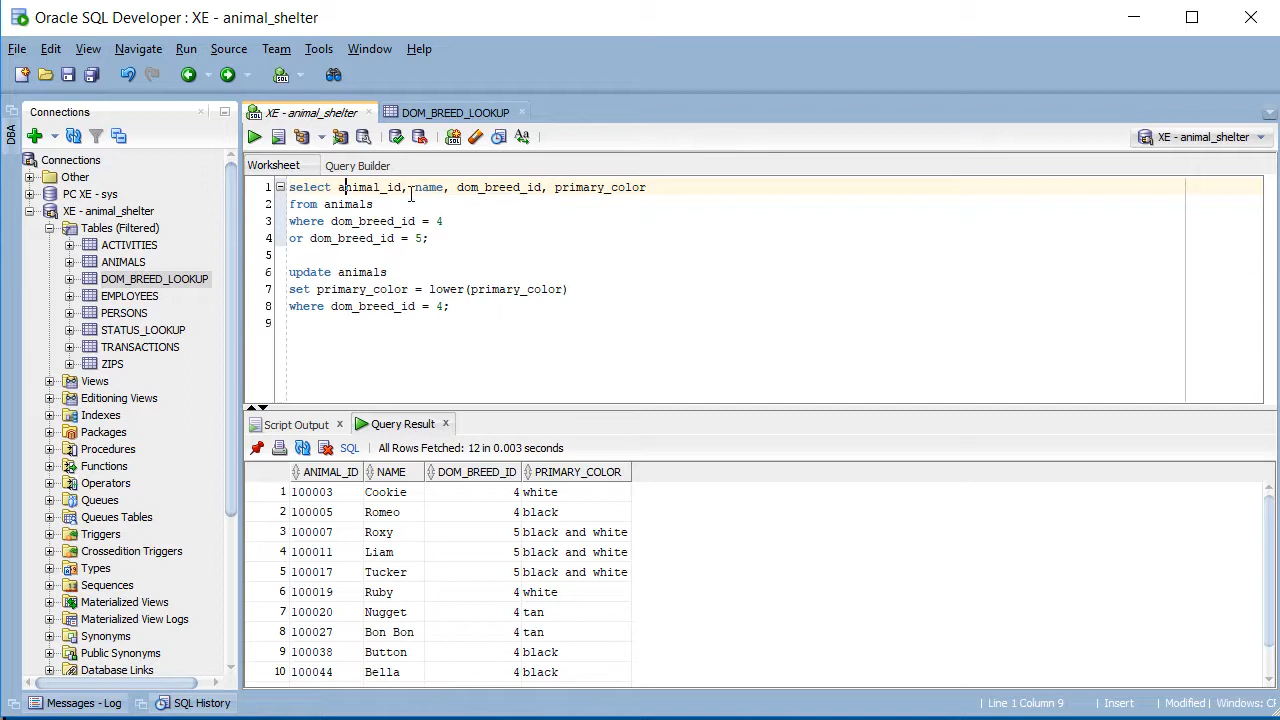 Oracle SQL Developer : XE - animal_shelter
File Edit View Navigate Run Source Team Tools Window Help
Connections
XE - animal_shelter
DOM_BREED_LOOKUP
DBA
XE - animal_shelter
Worksheet Query Builder
Connections
Other
PC XE - sys
XE - animal_shelter
Tables (Filtered)
ACTIVITIES
ANIMALS
DOM_BREED_LOOKUP
EMPLOYEES
PERSONS
STATUS_LOOKUP
TRANSACTIONS
ZIPS
Views
Editioning Views
Indexes
Packages
Procedures
Functions
Operators
Queues
Queues Tables
Triggers
Crossedition Triggers
Types
Sequences
Materialized Views
Materialized View Logs
Synonyms
Public Synonyms
Database Links
1 select animal_id, name, dom_breed_id, primary_color
2 from animals
3 where dom_breed_id = 4
4 or dom_breed_id = 5;
5
6 update animals
7 set primary_color = lower(primary_color)
8 where dom_breed_id = 4;
9
Script Output Query Result
SQL All Rows Fetched: 12 in 0.003 seconds
ANIMAL_ID NAME DOM_BREED_ID PRIMARY_COLOR
1 100003 Cookie 4 white
2 100005 Romeo 4 black
3 100007 Roxy 5 black and white
4 100011 Liam 5 black and white
5 100017 Tucker 5 black and white
6 100019 Ruby 4 white
7 100020 Nugget 4 tan
8 100027 Bon Bon 4 tan
9 100038 Button 4 black
10 100044 Bella 4 black
Messages - Log SQL History
Line 1 Column 9 Insert Modified Windows: C